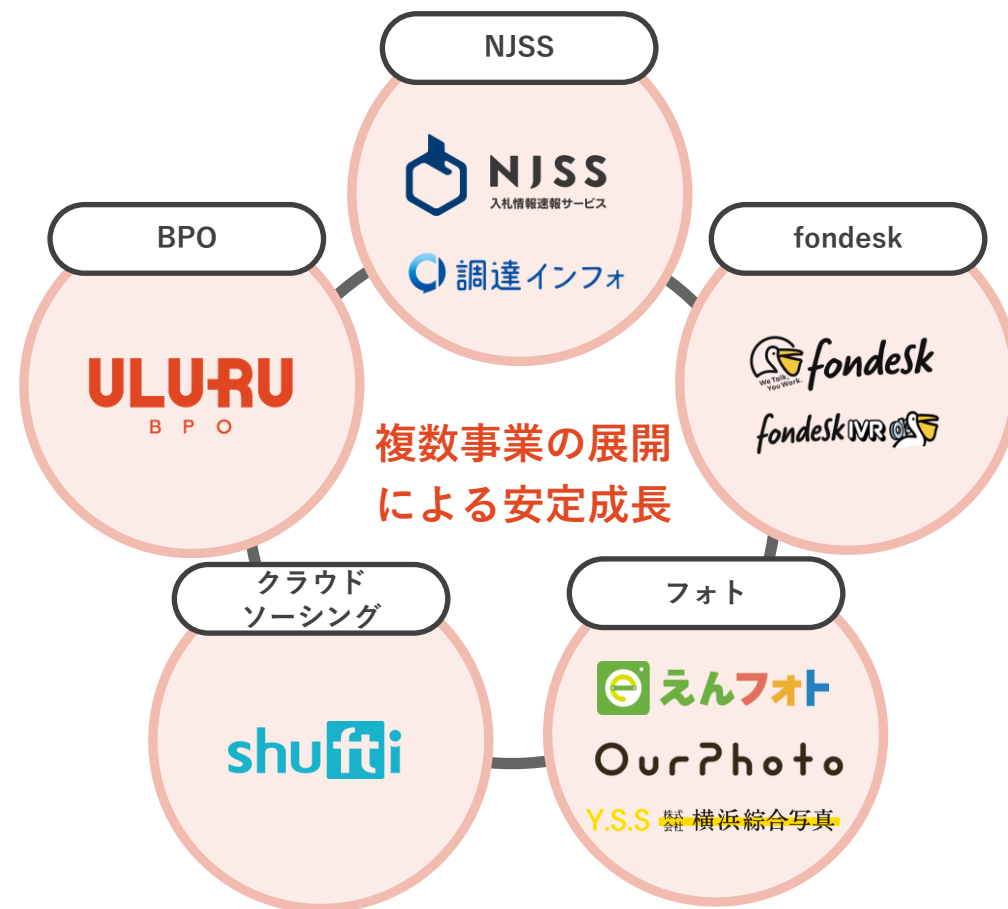 NJSS
NJSS
入札情報速報サービス
調達インフォ
BPO
ULURU
BPO
fondesk
We Talk,
You Work.
fondesk
fondesk IVR
複数事業の展開
による安定成長
クラウド
ソーシング
shufti
フォト
e えんフォト
OurPhoto
Y.S.S 株式会社 横浜綜合写真